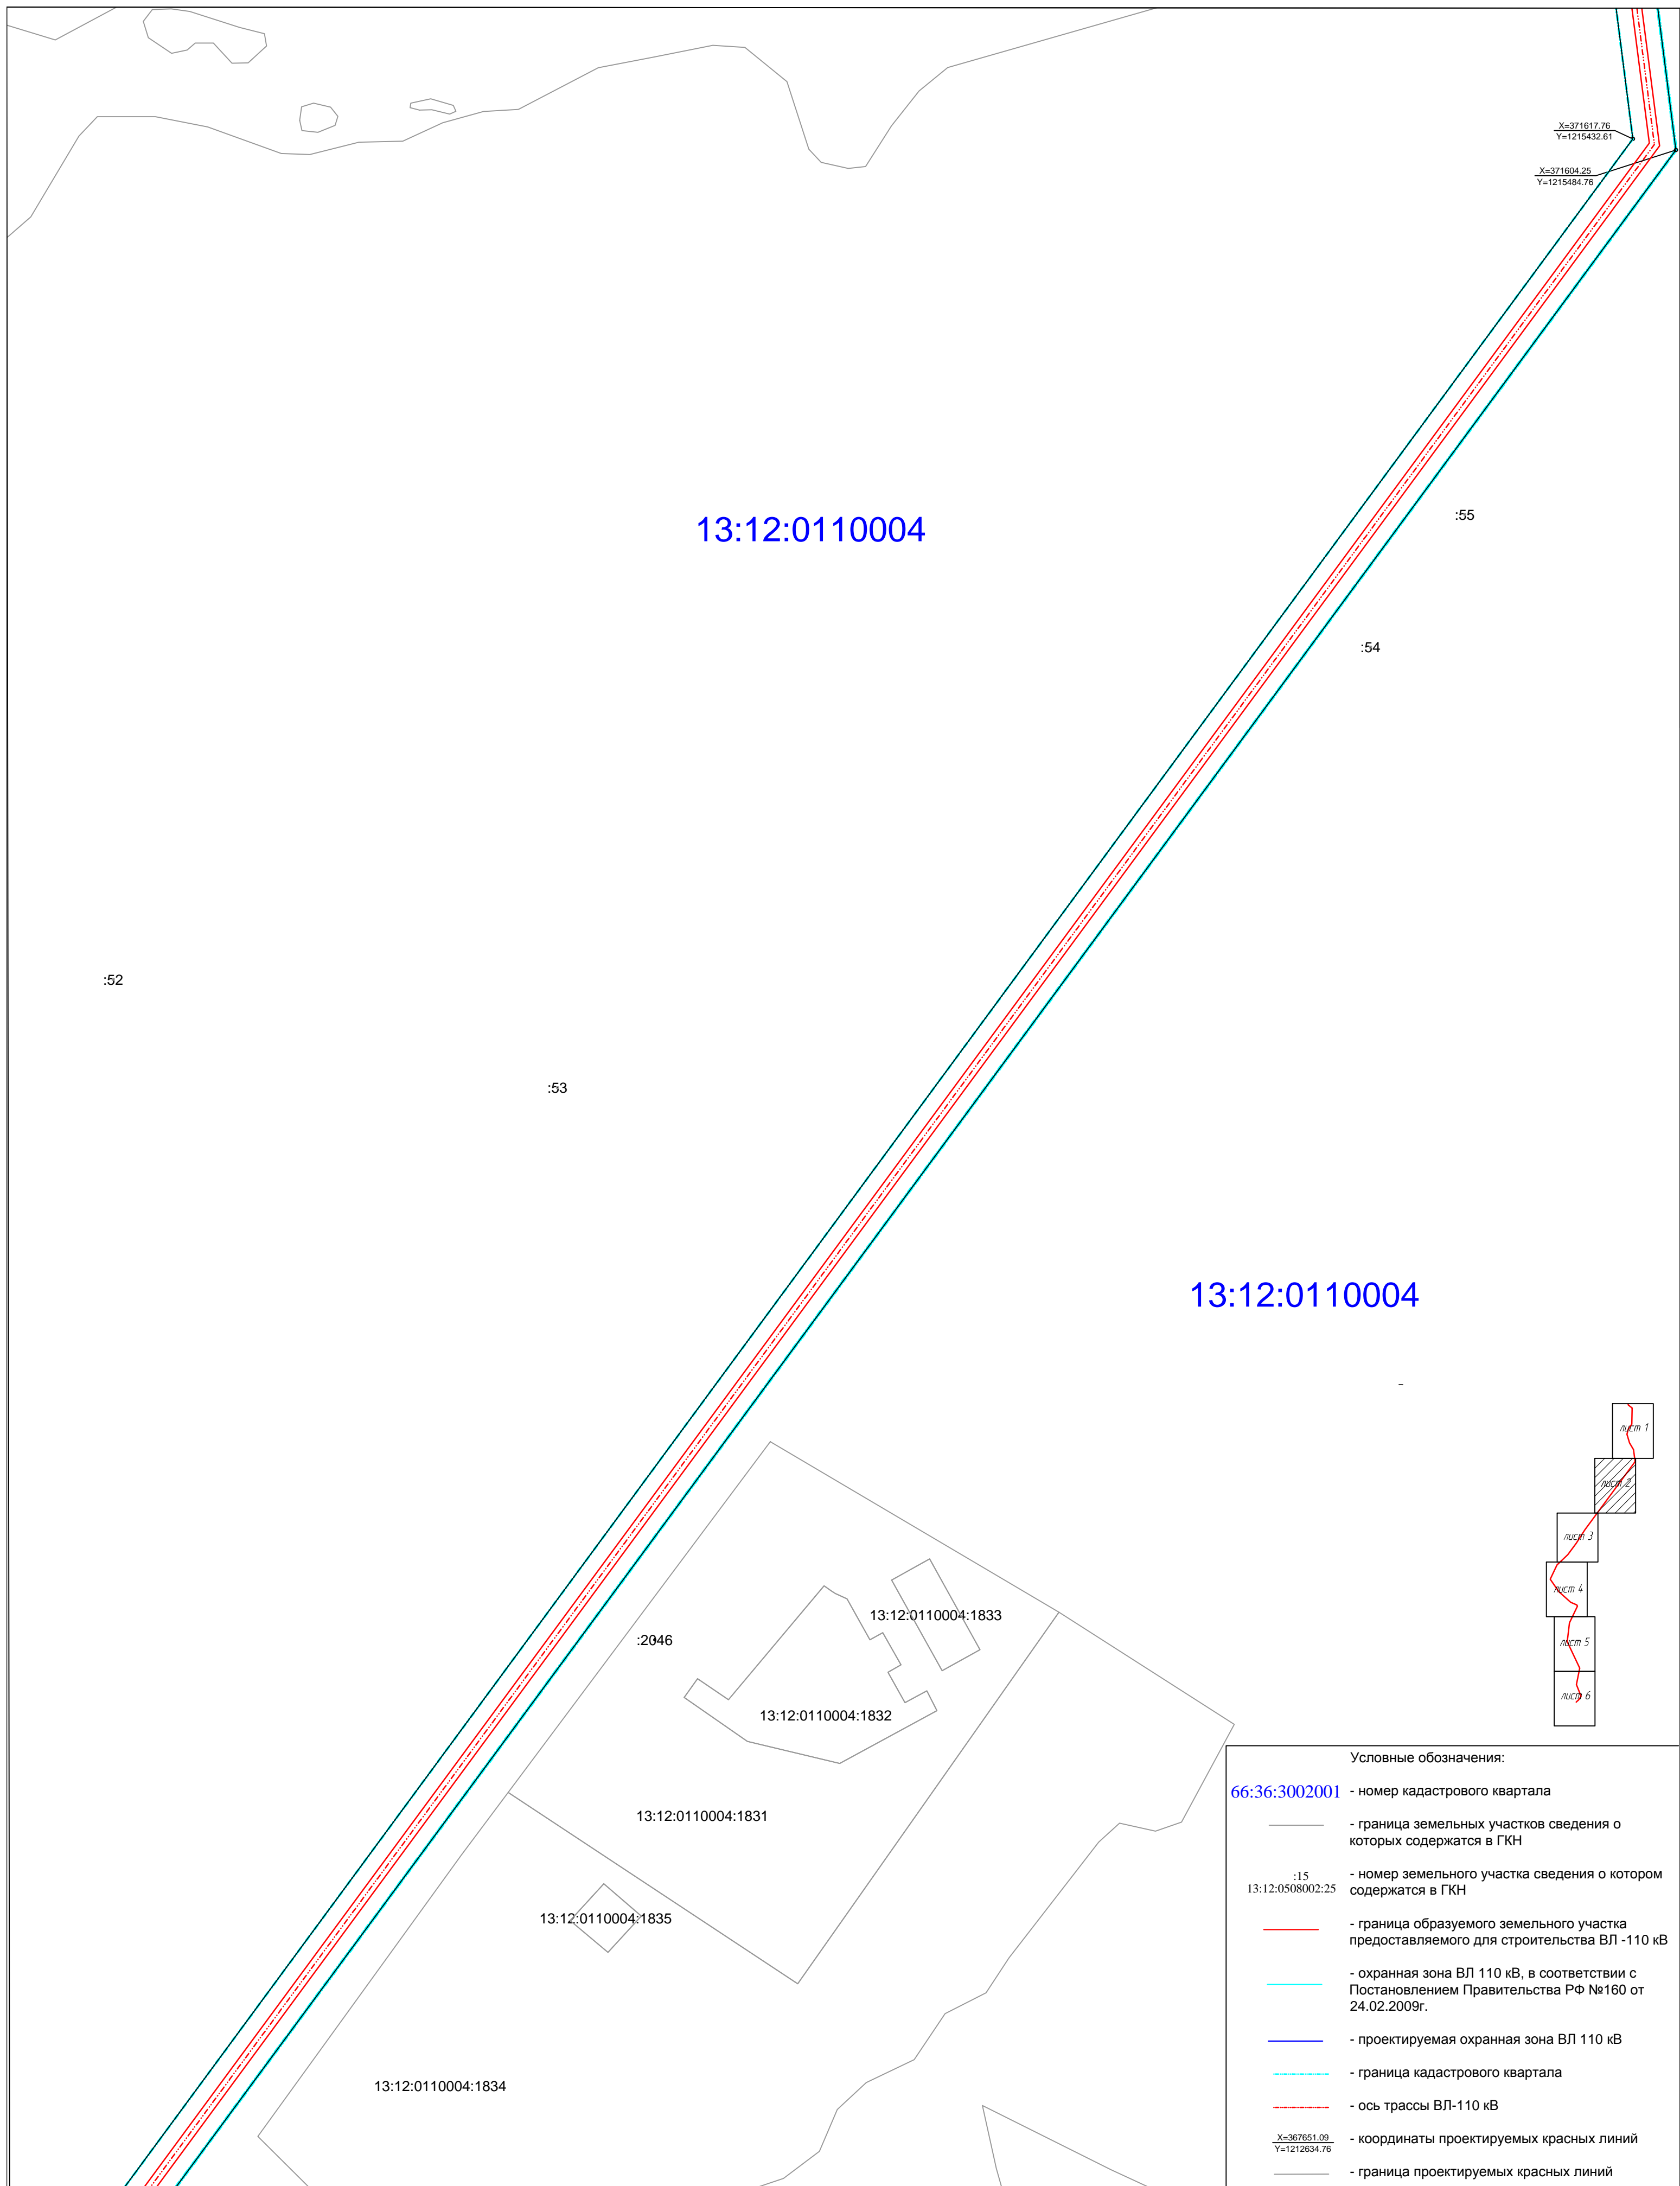 X=371617.76
Y=1215432.61
X=371604.25
Y=1215484.76
13:12:0110004
:55
:54
:52
:53
13:12:0110004
лист 1
лист 2
лист 3
лист 4
лист 5
лист 6
13:12:0110004:1833
:2046
13:12:0110004:1832
13:12:0110004:1831
13:12:0110004:1835
13:12:0110004:1834
Условные обозначения:
66:36:3002001 - номер кадастрового квартала
- граница земельных участков сведения о
которых содержатся в ГКН
:15 - номер земельного участка сведения о котором
13:12:0508002:25 содержатся в ГКН
- граница образуемого земельного участка
предоставляемого для строительства ВЛ -110 кВ
- охранная зона ВЛ 110 кВ, в соответствии с
Постановлением Правительства РФ №160 от
24.02.2009г.
- проектируемая охранная зона ВЛ 110 кВ
- граница кадастрового квартала
- ось трассы ВЛ-110 кВ
X=367651.09
Y=1212634.76
- координаты проектируемых красных линий
- граница проектируемых красных линий